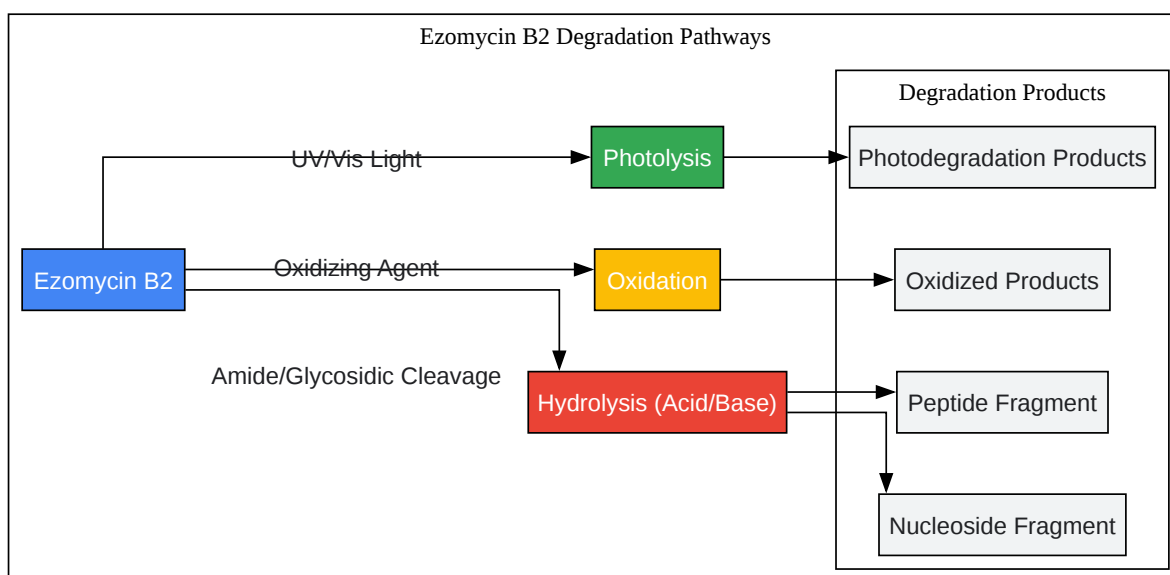 Ezomycin B2 Degradation Pathways
Degradation Products
UV/Vis Light
Photolysis
Photodegradation Products
Ezomycin B2
Oxidizing Agent
Oxidation
Oxidized Products
Amide/Glycosidic Cleavage
Hydrolysis (Acid/Base)
Peptide Fragment
Nucleoside Fragment